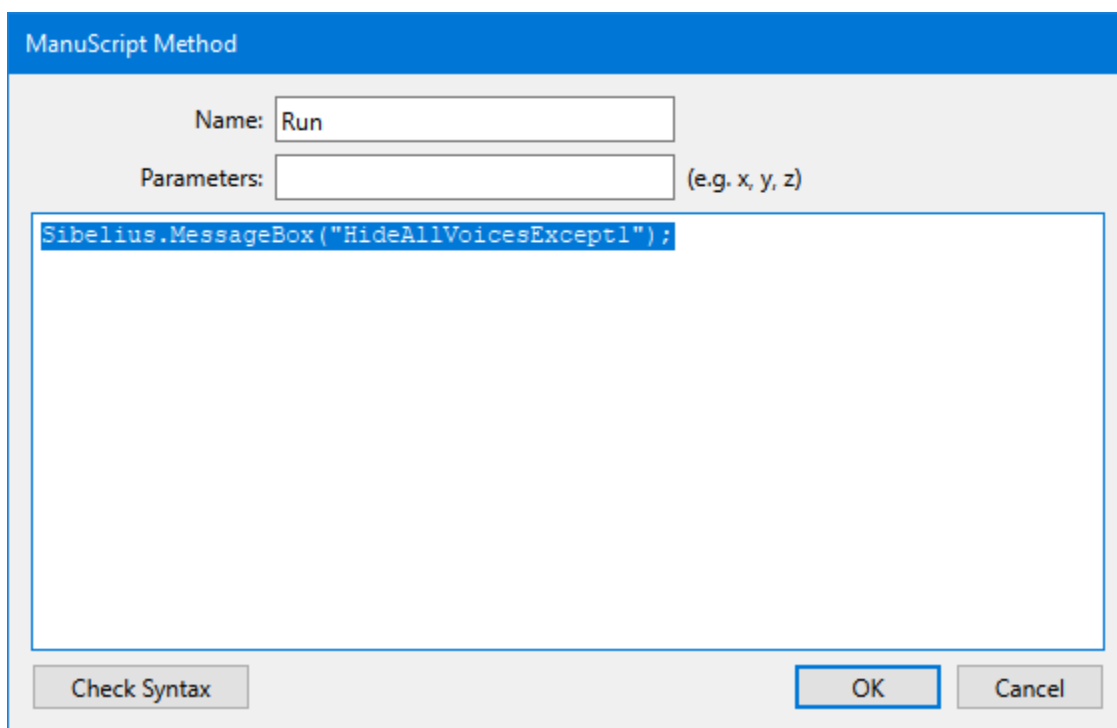 ManuScript Method
Name: Run
Parameters: (e.g. x, y, z)
Sibelius.MessageBox("HideAllVoicesExcept1");
Check Syntax OK Cancel